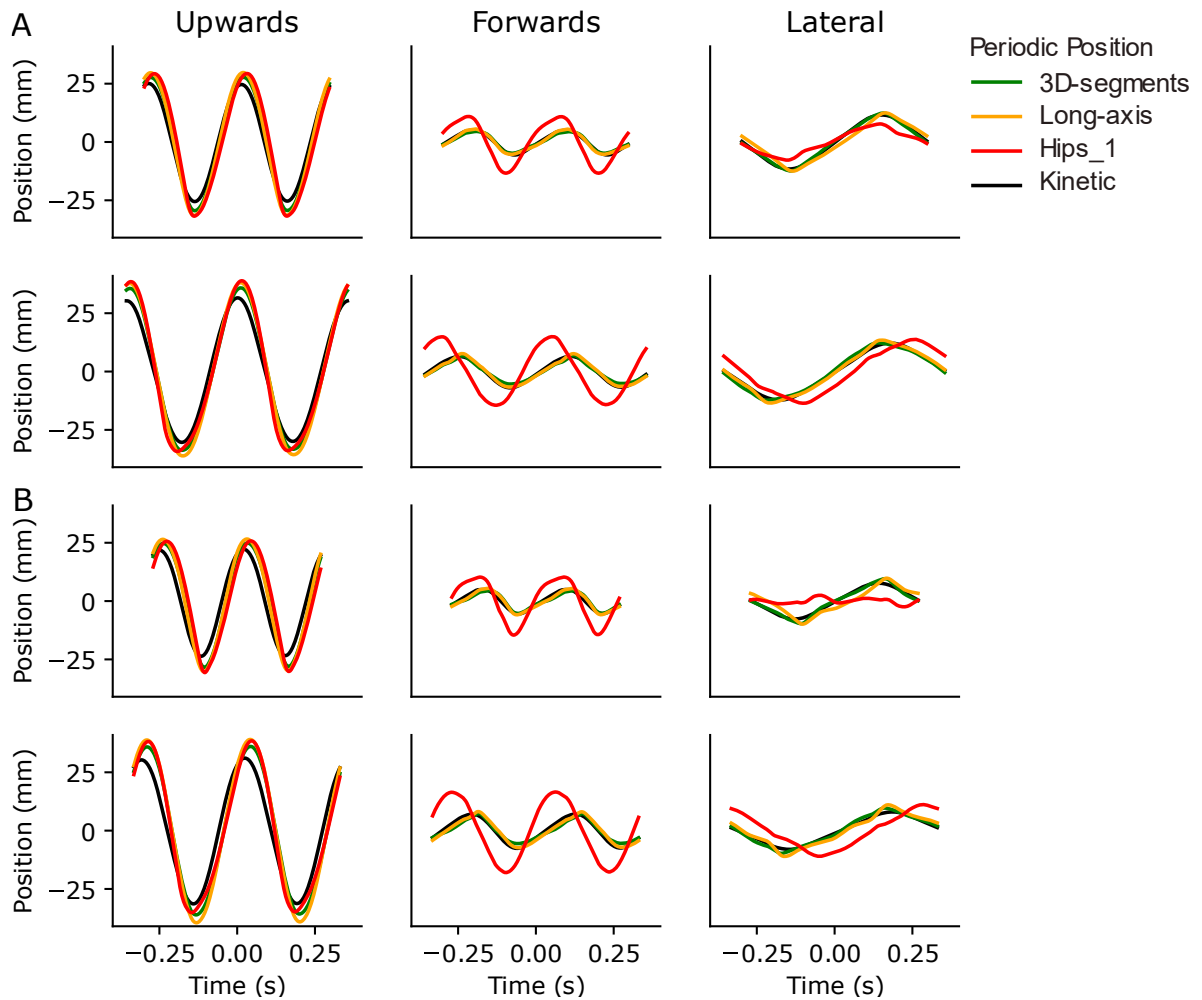 A
Upwards
Forwards
Lateral
Periodic Position
3D-segments
Long-axis
Hips_1
Kinetic
Position (mm)
25
0
−25
Position (mm)
25
0
−25
B
Position (mm)
25
0
−25
Position (mm)
25
0
−25
−0.25 0.00 0.25
Time (s)
−0.25 0.00 0.25
Time (s)
−0.25 0.00 0.25
Time (s)